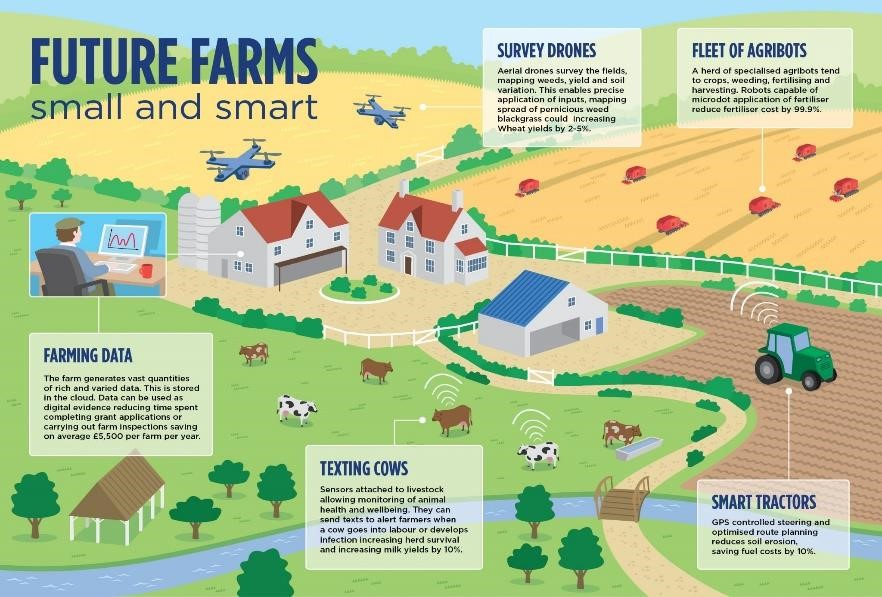 FUTURE FARMS
small and smart
SURVEY DRONES
Aerial drones survey the fields,
mapping weeds, yield and soil
variation. This enables precise
application of inputs, mapping
spread of pernicious weed
blackgrass could  increasing
Wheat yields by 2-5%.
FLEET OF AGRIBOTS
A herd of specialised agribots tend
to crops, weeding, fertilising and
harvesting. Robots capable of
microdot application of fertiliser
reduce fertiliser cost by 99.9%.
FARMING DATA
The farm generates vast quantities
of rich and varied data. This is stored
in the cloud. Data can be used as
digital evidence reducing time spent
completing grant applications or
carrying out farm inspections saving
on average £5,500 per farm per year.
TEXTING COWS
Sensors attached to livestock
allowing monitoring of animal
health and wellbeing. They can
send texts to alert farmers when
a cow goes into labour or develops
infection increasing herd survival
and increasing milk yields by 10%.
SMART TRACTORS
GPS controlled steering and
optimised route planning
reduces soil erosion,
saving fuel costs by 10%.